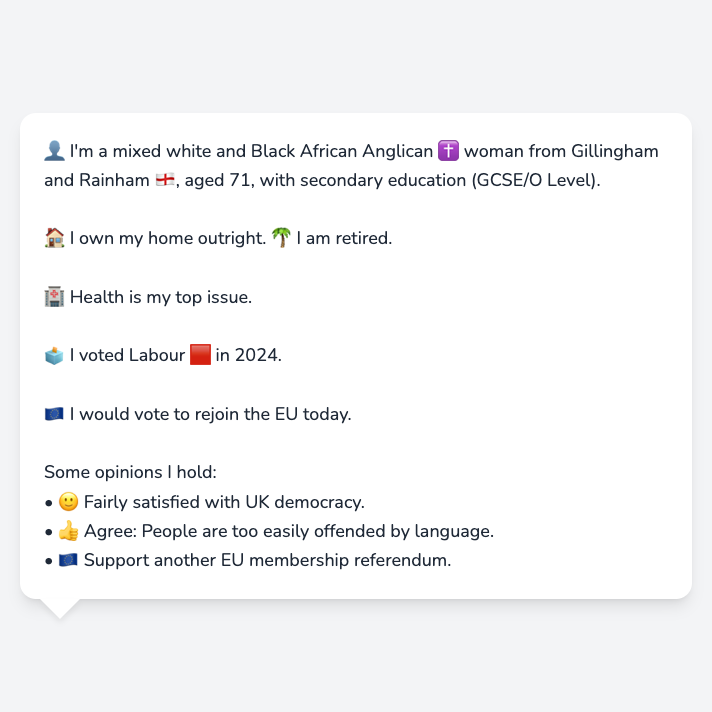 👤 I'm a mixed white and Black African Anglican ✝️ woman from Gillingham
and Rainham 🏴󠁧󠁢󠁥󠁮󠁧󠁿, aged 71, with secondary education (GCSE/O Level).
🏠 I own my home outright. 🌴 I am retired.
🏥 Health is my top issue.
🗳️ I voted Labour 🟥 in 2024.
🇪🇺 I would vote to rejoin the EU today.
Some opinions I hold:
• 🙂 Fairly satisfied with UK democracy.
• 👍 Agree: People are too easily offended by language.
• 🇪🇺 Support another EU membership referendum.